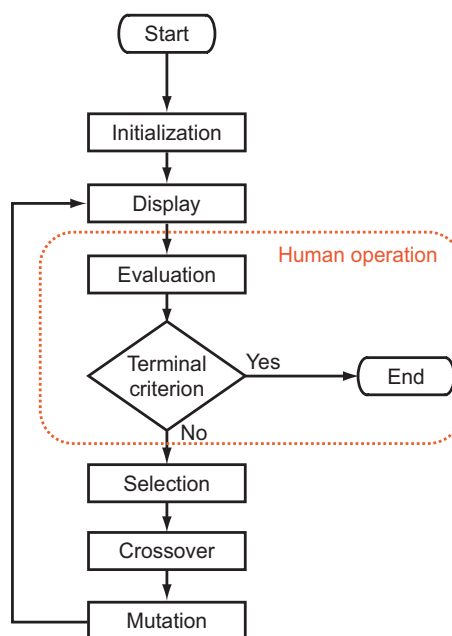 Start
Initialization
Display
Human operation
Evaluation
Terminal
criterion
Yes
End
No
Selection
Crossover
Mutation